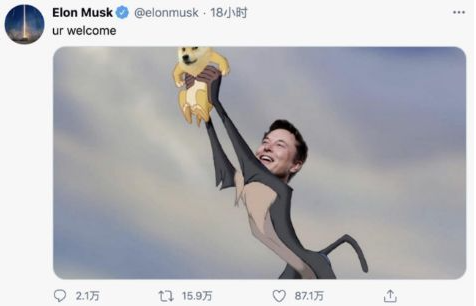 Elon Musk @elonmusk · 18小时
ur welcome
2.1万 15.9万 87.1万